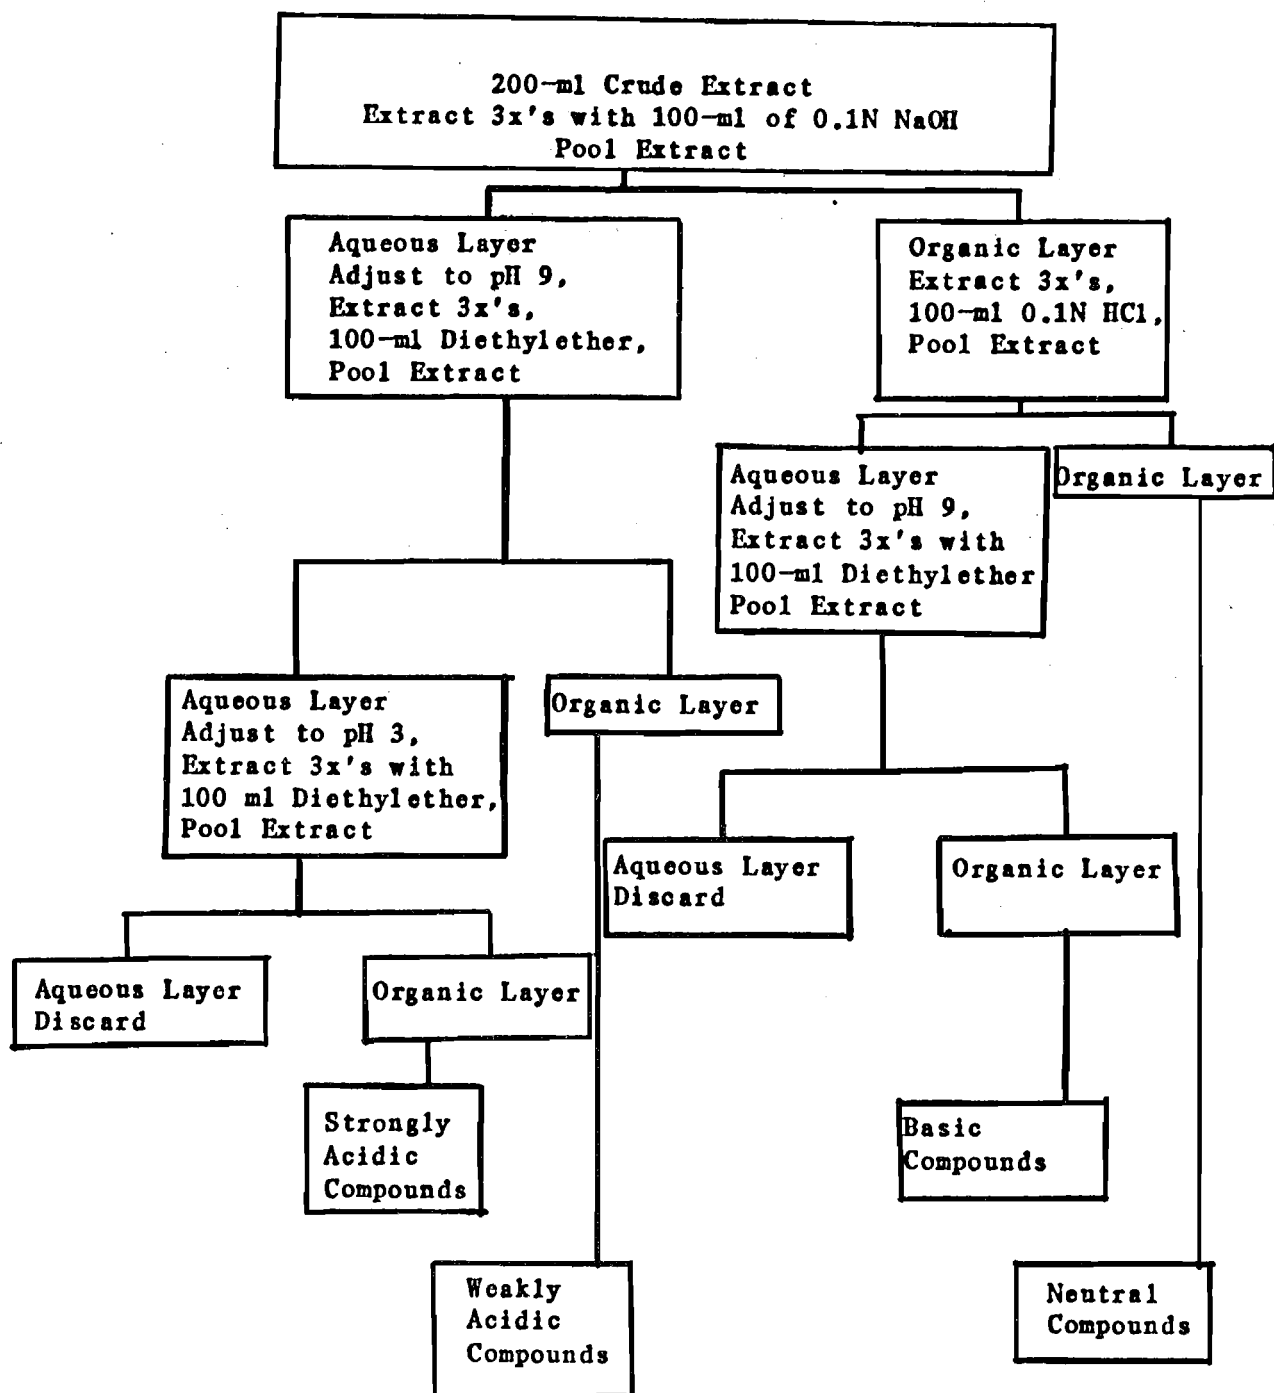 200-ml Crude Extract
Extract 3x's with 100-ml of 0.1N NaOH
Pool Extract
Aqueous Layer
Adjust to pH 9,
Extract 3x's,
100-ml Diethylether,
Pool Extract
Organic Layer
Extract 3x's,
100-ml 0.1N HCl,
Pool Extract
Aqueous Layer
Adjust to pH 9,
Extract 3x's with
100-ml Diethylether
Pool Extract
Organic Layer
Aqueous Layer
Adjust to pH 3,
Extract 3x's with
100 ml Diethylether,
Pool Extract
Organic Layer
Aqueous Layer
Discard
Organic Layer
Aqueous Layer
Discard
Organic Layer
Strongly
Acidic
Compounds
Basic
Compounds
Weakly
Acidic
Compounds
Neutral
Compounds